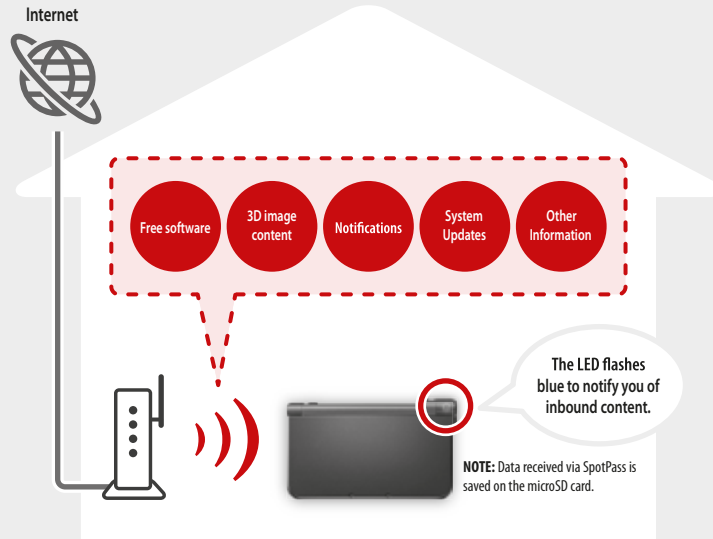 Internet
Free software
3D image
content
Notifications
System
Updates
Other
Information
The LED flashes
blue to notify you of
inbound content.
NOTE: Data received via SpotPass is
saved on the microSD card.